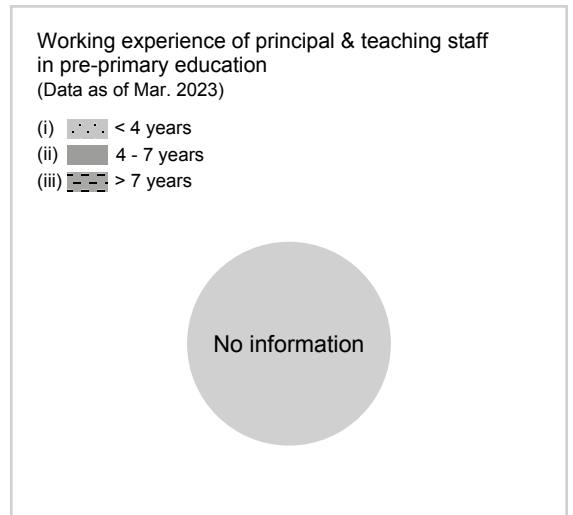 Working experience of principal & teaching staff
in pre-primary education
(Data as of Mar. 2023)
(i) < 4 years
(ii) 4 - 7 years
(iii) > 7 years
No information